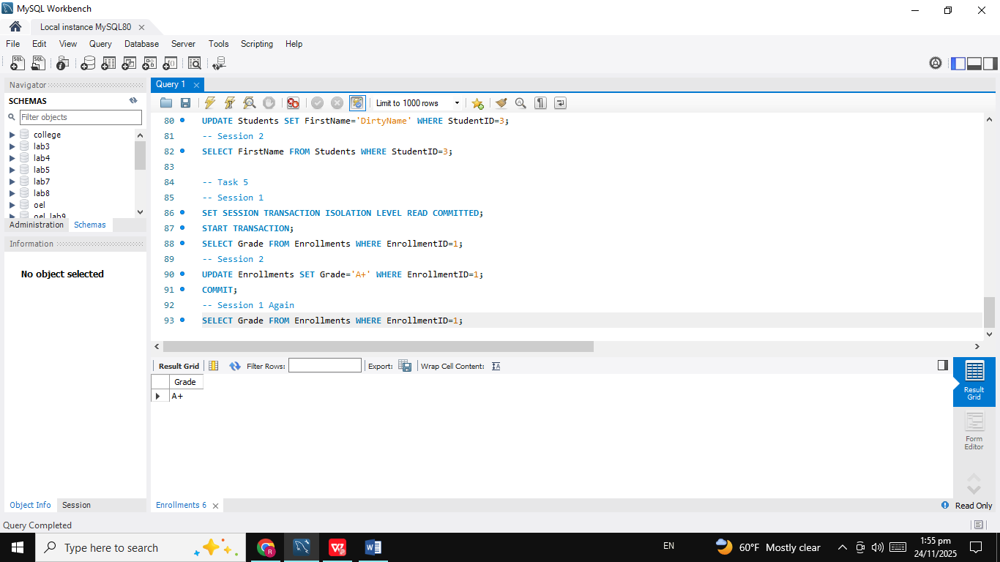 MySQL Workbench
Local instance MySQL80
File Edit View Query Database Server Tools Scripting Help
Navigator
SCHEMAS
Filter objects
college
lab3
lab4
lab5
lab7
lab8
oel
oel_lab9
Administration Schemas
Information
No object selected
Object Info Session
Query 1
Limit to 1000 rows
80 UPDATE Students SET FirstName='DirtyName' WHERE StudentID=3;
81 -- Session 2
82 SELECT FirstName FROM Students WHERE StudentID=3;
83
84 -- Task 5
85 -- Session 1
86 SET SESSION TRANSACTION ISOLATION LEVEL READ COMMITTED;
87 START TRANSACTION;
88 SELECT Grade FROM Enrollments WHERE EnrollmentID=1;
89 -- Session 2
90 UPDATE Enrollments SET Grade='A+' WHERE EnrollmentID=1;
91 COMMIT;
92 -- Session 1 Again
93 SELECT Grade FROM Enrollments WHERE EnrollmentID=1;
Result Grid Filter Rows: Export: Wrap Cell Content:
Grade
A+
Result
Grid
Form
Editor
Enrollments 6
Read Only
Query Completed
Type here to search
EN
60°F Mostly clear
1:55 pm
24/11/2025